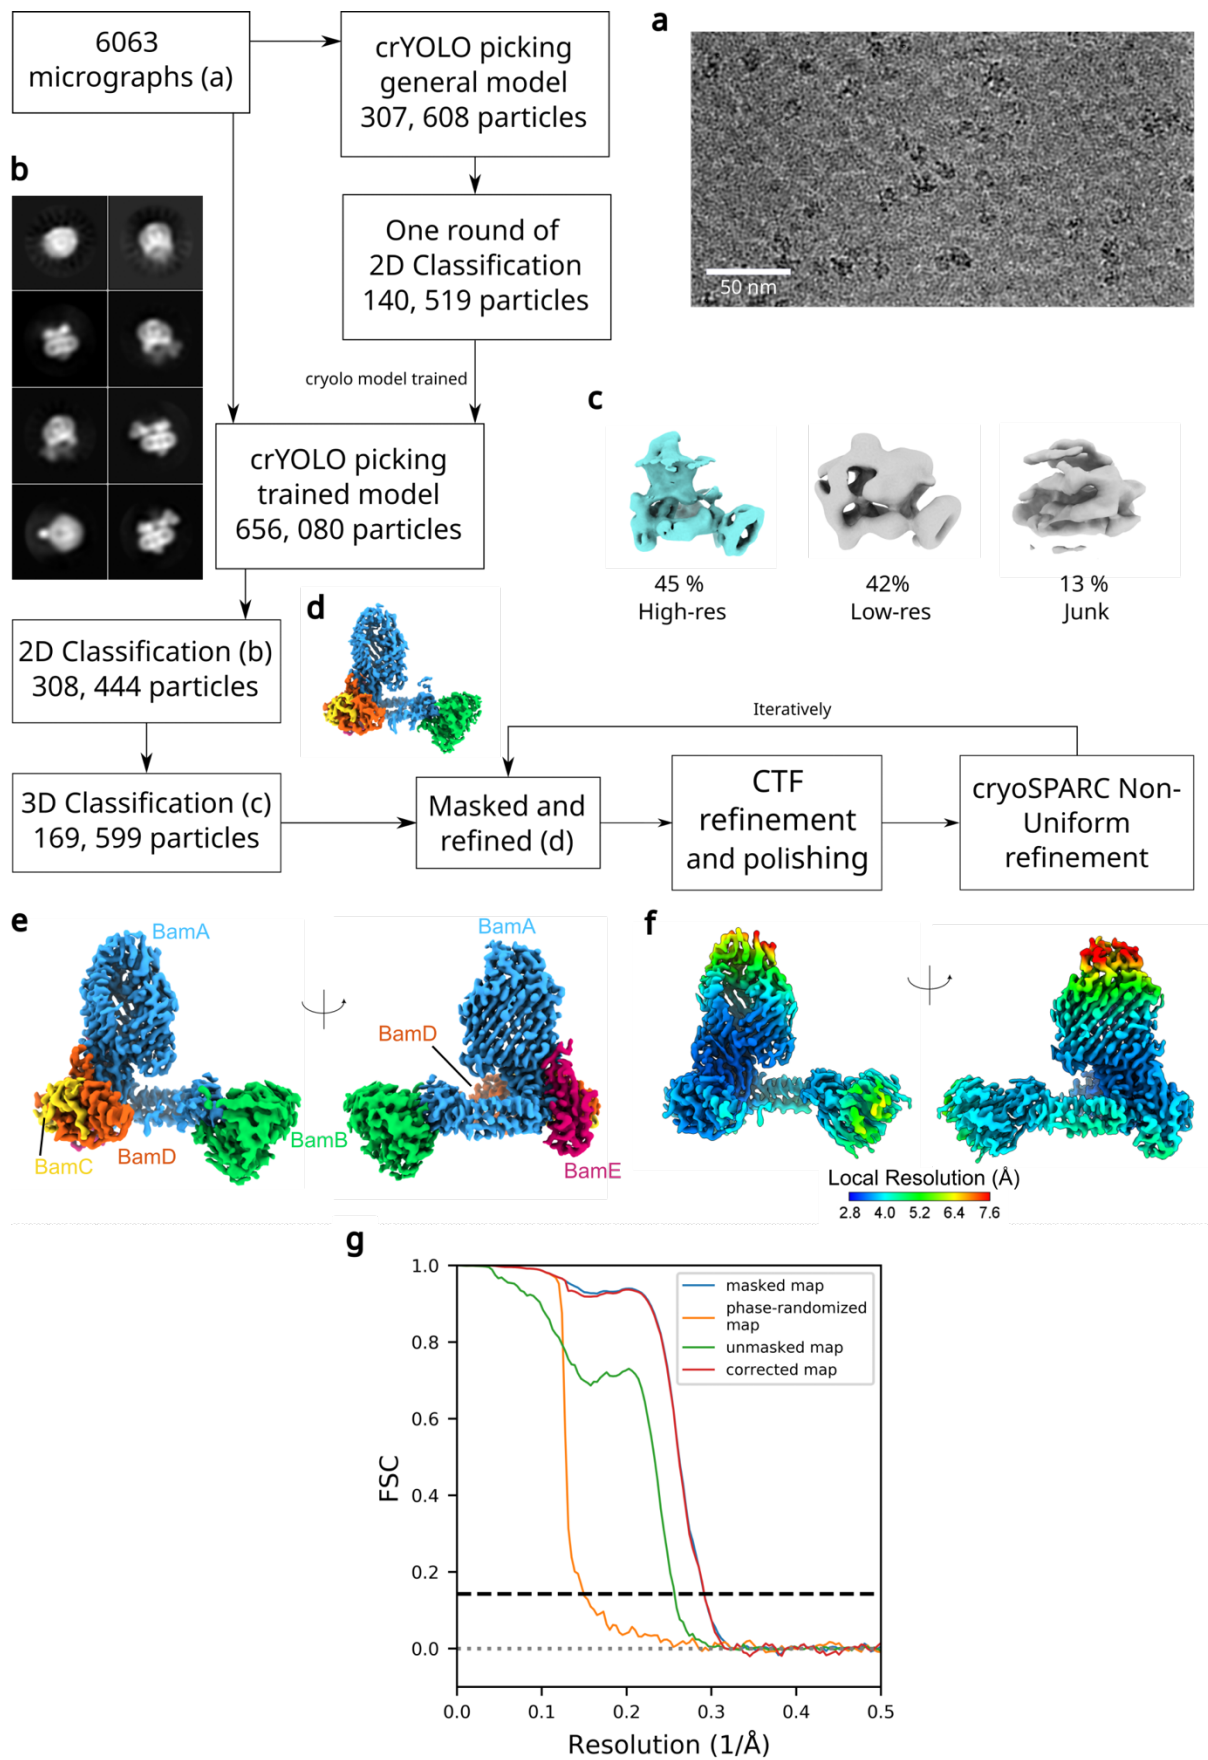 6063
micrographs (a)
crYOLO picking
general model
307, 608 particles
a
50 nm
b
One round of
2D Classification
140, 519 particles
cryolo model trained
crYOLO picking
trained model
656, 080 particles
c
45 %
High-res
42%
Low-res
13 %
Junk
2D Classification (b)
308, 444 particles
d
3D Classification (c)
169, 599 particles
Masked and
refined (d)
CTF
refinement
and polishing
cryoSPARC Non-
Uniform
refinement
Iteratively
e
BamA
BamC
BamD
BamB
BamA
BamD
BamE
f
Local Resolution (Å)
2.8 4.0 5.2 6.4 7.6
g
FSC
1.0
0.8
0.6
0.4
0.2
0.0
masked map
phase-randomized
map
unmasked map
corrected map
0.0 0.1 0.2 0.3 0.4 0.5
Resolution (1/Å)